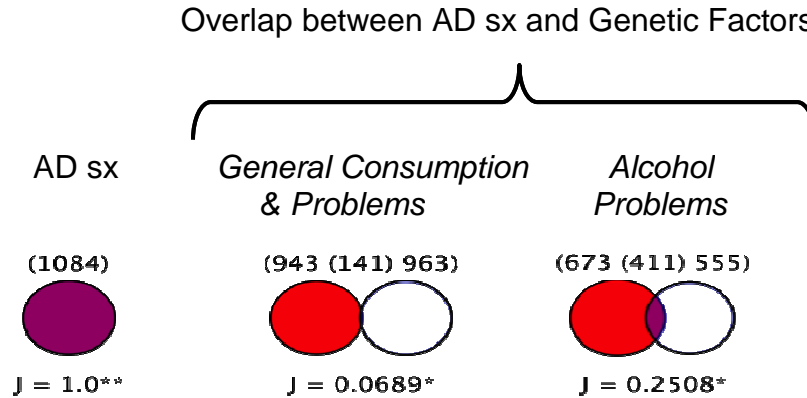 Overlap between AD sx and Genetic Factors
AD sx
General Consumption
& Problems
Alcohol
Problems
(1084)
(943 (141) 963)
(673 (411) 555)
J = 1.0**
J = 0.0689*
J = 0.2508*